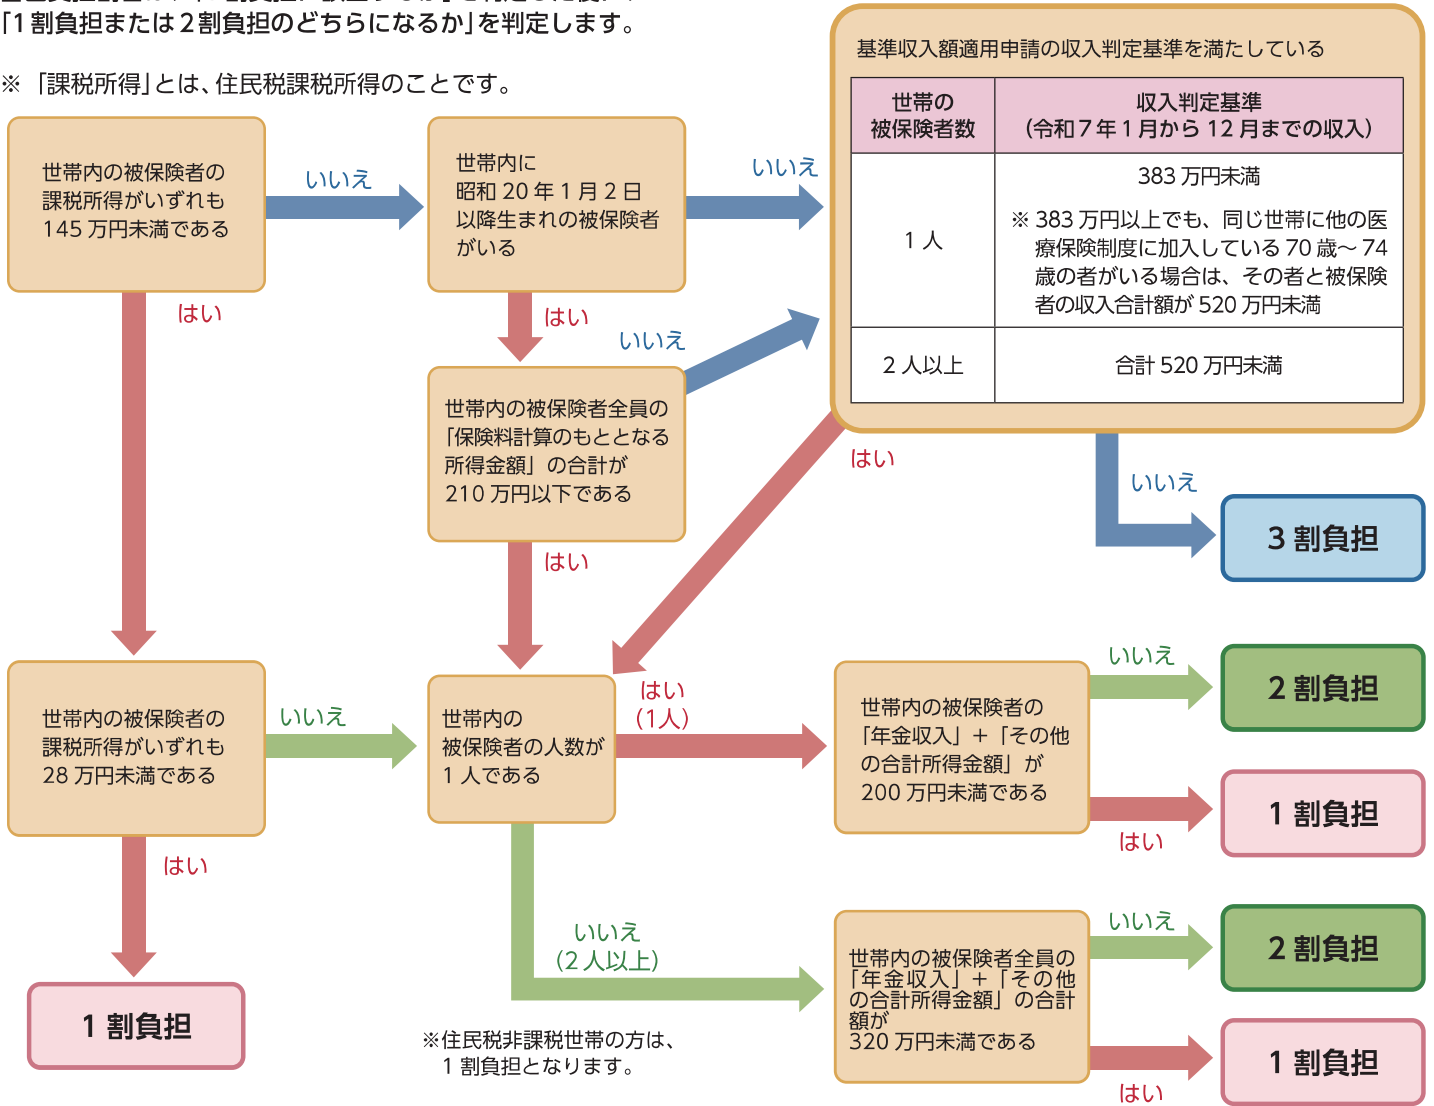 「1割負担または2割負担のどちらになるか」を判定します。
※「課税所得」とは、住民税課税所得のことです。
世帯内の被保険者の
課税所得がいずれも
145万円未満である
いいえ
はい
世帯内に
昭和20年1月2日
以降生まれの被保険者
がいる
いいえ
はい
世帯内の被保険者全員の
「保険料計算のもととなる
所得金額」の合計が
210万円以下である
いいえ
はい
基準収入額適用申請の収入判定基準を満たしている
世帯の
被保険者数
収入判定基準
(令和7年1月から12月までの収入)
1人
383万円未満
※383万円以上でも、同じ世帯に他の医
療保険制度に加入している70歳～74
歳の者がいる場合は、その者と被保険
者の収入合計額が520万円未満
2人以上
合計520万円未満
はい
いいえ
3割負担
世帯内の被保険者の
課税所得がいずれも
28万円未満である
いいえ
はい
1割負担
世帯内の
被保険者の人数が
1人である
はい
(1人)
いいえ
(2人以上)
世帯内の被保険者の
「年金収入」＋「その他
の合計所得金額」が
200万円未満である
いいえ
2割負担
はい
1割負担
世帯内の被保険者全員の
「年金収入」＋「その他
の合計所得金額」の合計
額が
320万円未満である
いいえ
2割負担
はい
1割負担
※住民税非課税世帯の方は、
1割負担となります。